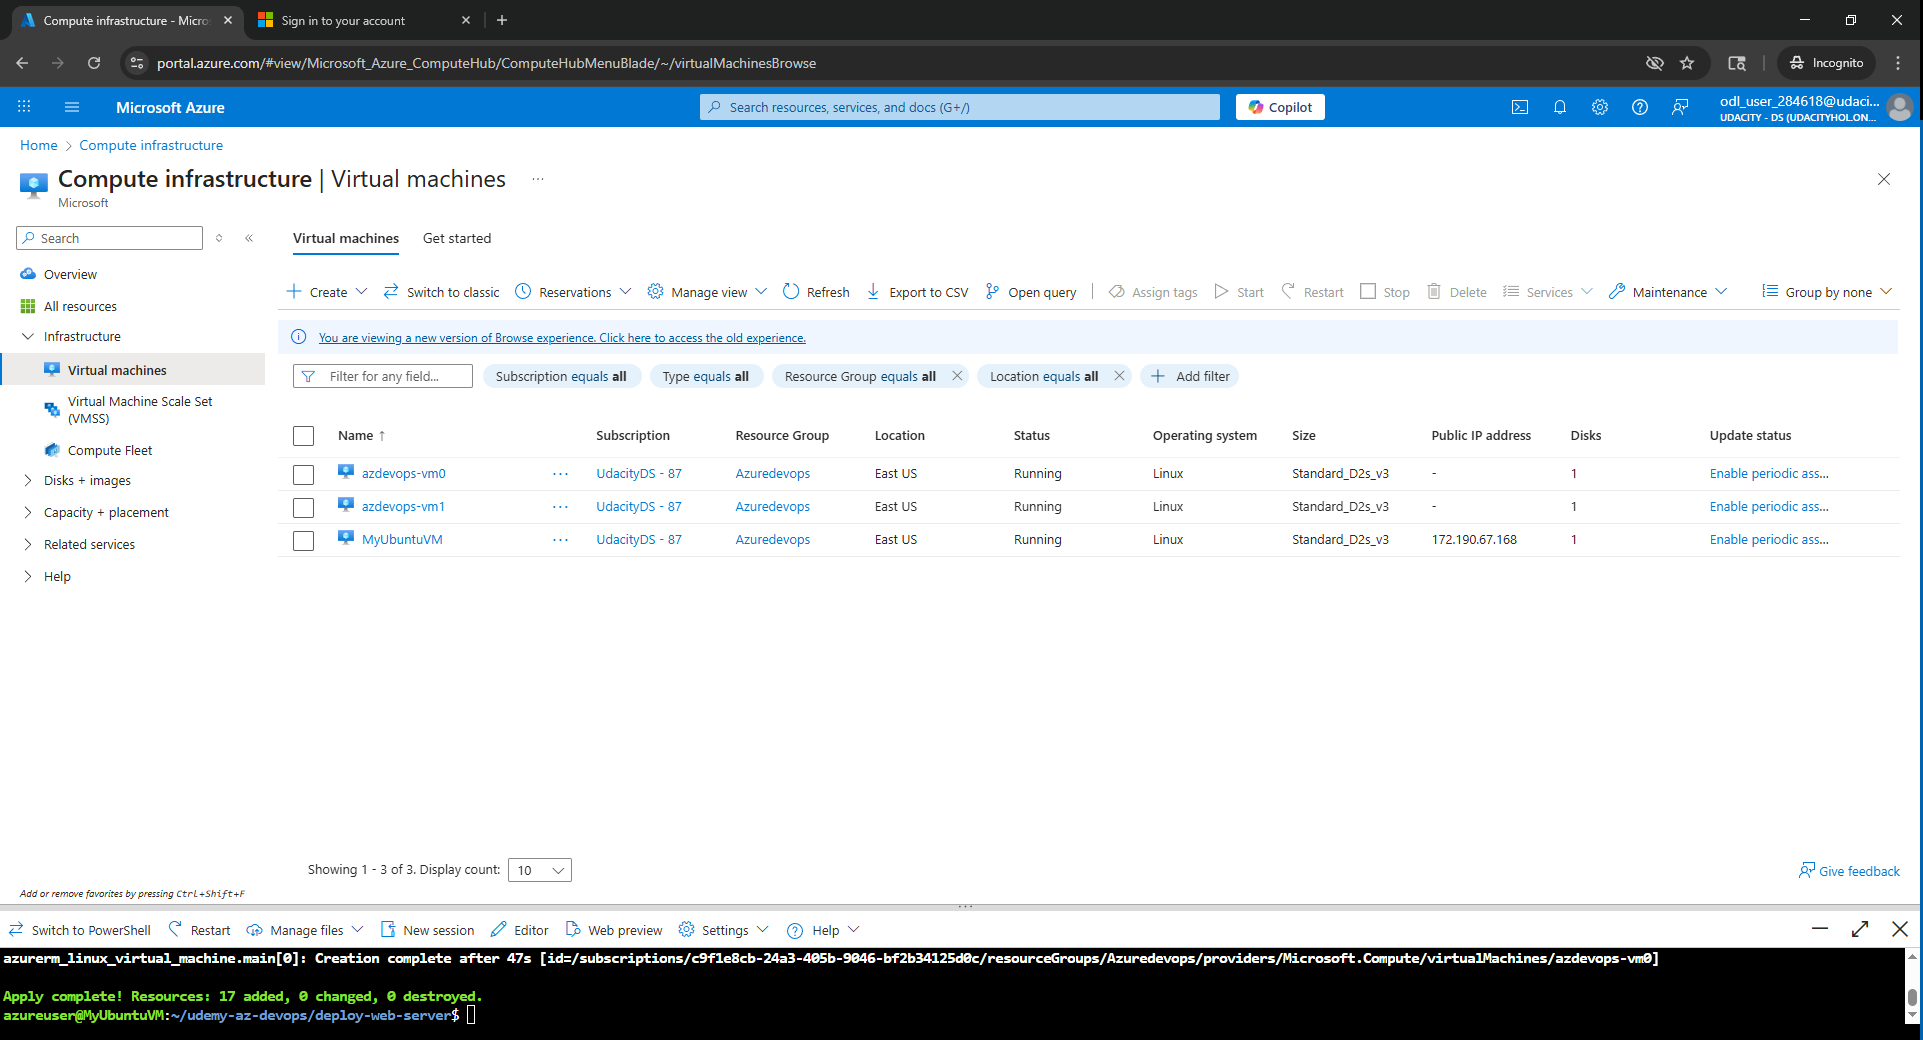 Compute infrastructure - Micro
Sign in to your account
portal.azure.com/#view/Microsoft_Azure_ComputeHub/ComputeHubMenuBlade/~/virtualMachinesBrowse
Incognito
Microsoft Azure
Search resources, services, and docs (G+/)
Copilot
odl_user_284618@udaci...
UDACITY - DS (UDACITYHOL.ON...
Home > Compute infrastructure
Compute infrastructure | Virtual machines ...
Microsoft
Search
Overview
All resources
Infrastructure
Virtual machines
Virtual Machine Scale Set
(VMSS)
Compute Fleet
Disks + images
Capacity + placement
Related services
Help
Add or remove favorites by pressing Ctrl+Shift+F
Virtual machines Get started
Create Switch to classic Reservations Manage view Refresh Export to CSV Open query Assign tags Start Restart Stop Delete Services Maintenance Group by none
You are viewing a new version of Browse experience. Click here to access the old experience.
Filter for any field... Subscription equals all Type equals all Resource Group equals all Location equals all Add filter
Name ↑ Subscription Resource Group Location Status Operating system Size Public IP address Disks Update status
azdevops-vm0 ... UdacityDS - 87 Azuredevops East US Running Linux Standard_D2s_v3 - 1 Enable periodic ass...
azdevops-vm1 ... UdacityDS - 87 Azuredevops East US Running Linux Standard_D2s_v3 - 1 Enable periodic ass...
MyUbuntuVM ... UdacityDS - 87 Azuredevops East US Running Linux Standard_D2s_v3 172.190.67.168 1 Enable periodic ass...
Showing 1 - 3 of 3. Display count: 10
Give feedback
Switch to PowerShell Restart Manage files New session Editor Web preview Settings Help
azurerm_linux_virtual_machine.main[0]: Creation complete after 47s [id=/subscriptions/c9f1e8cb-24a3-405b-9046-bf2b34125d0c/resourceGroups/Azuredevops/providers/Microsoft.Compute/virtualMachines/azdevops-vm0]
Apply complete! Resources: 17 added, 0 changed, 0 destroyed.
azureuser@MyUbuntuVM:~/udemy-az-devops/deploy-web-server$